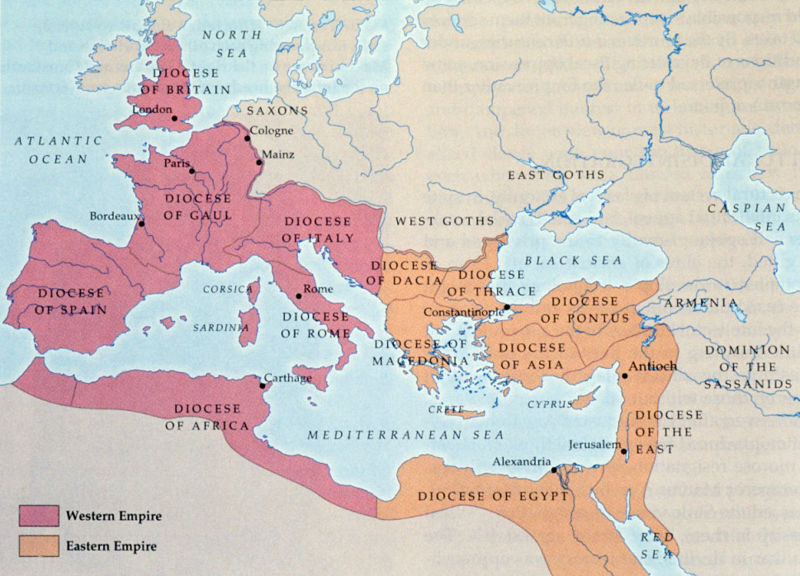 NORTH
SEA
DIOCESE
OF BRITAIN
London
SAXONS
Cologne
ATLANTIC
OCEAN
Paris
Mainz
EAST GOTHS
DIOCESE
OF GAUL
CASPIAN
SEA
Bordeaux
DIOCESE
OF ITALY
WEST GOTHS
BLACK SEA
DIOCESE
OF DACIA
DIOCESE
OF THRACE
CORSICA
Rome
DIOCESE
OF SPAIN
DIOCESE
OF PONTUS
ARMENIA
Constantinople
SARDINIA
DIOCESE
OF ROME
DIOCESE OF
MACEDONIA
DIOCESE
OF ASIA
DOMINION
OF THE
SASSANIDS
Antioch
Carthage
CRETE
CYPRUS
DIOCESE
OF AFRICA
DIOCESE
OF THE
EAST
MEDITERRANEAN SEA
Jerusalem
Alexandria
DIOCESE OF EGYPT
Western Empire
Eastern Empire
RED
SEA